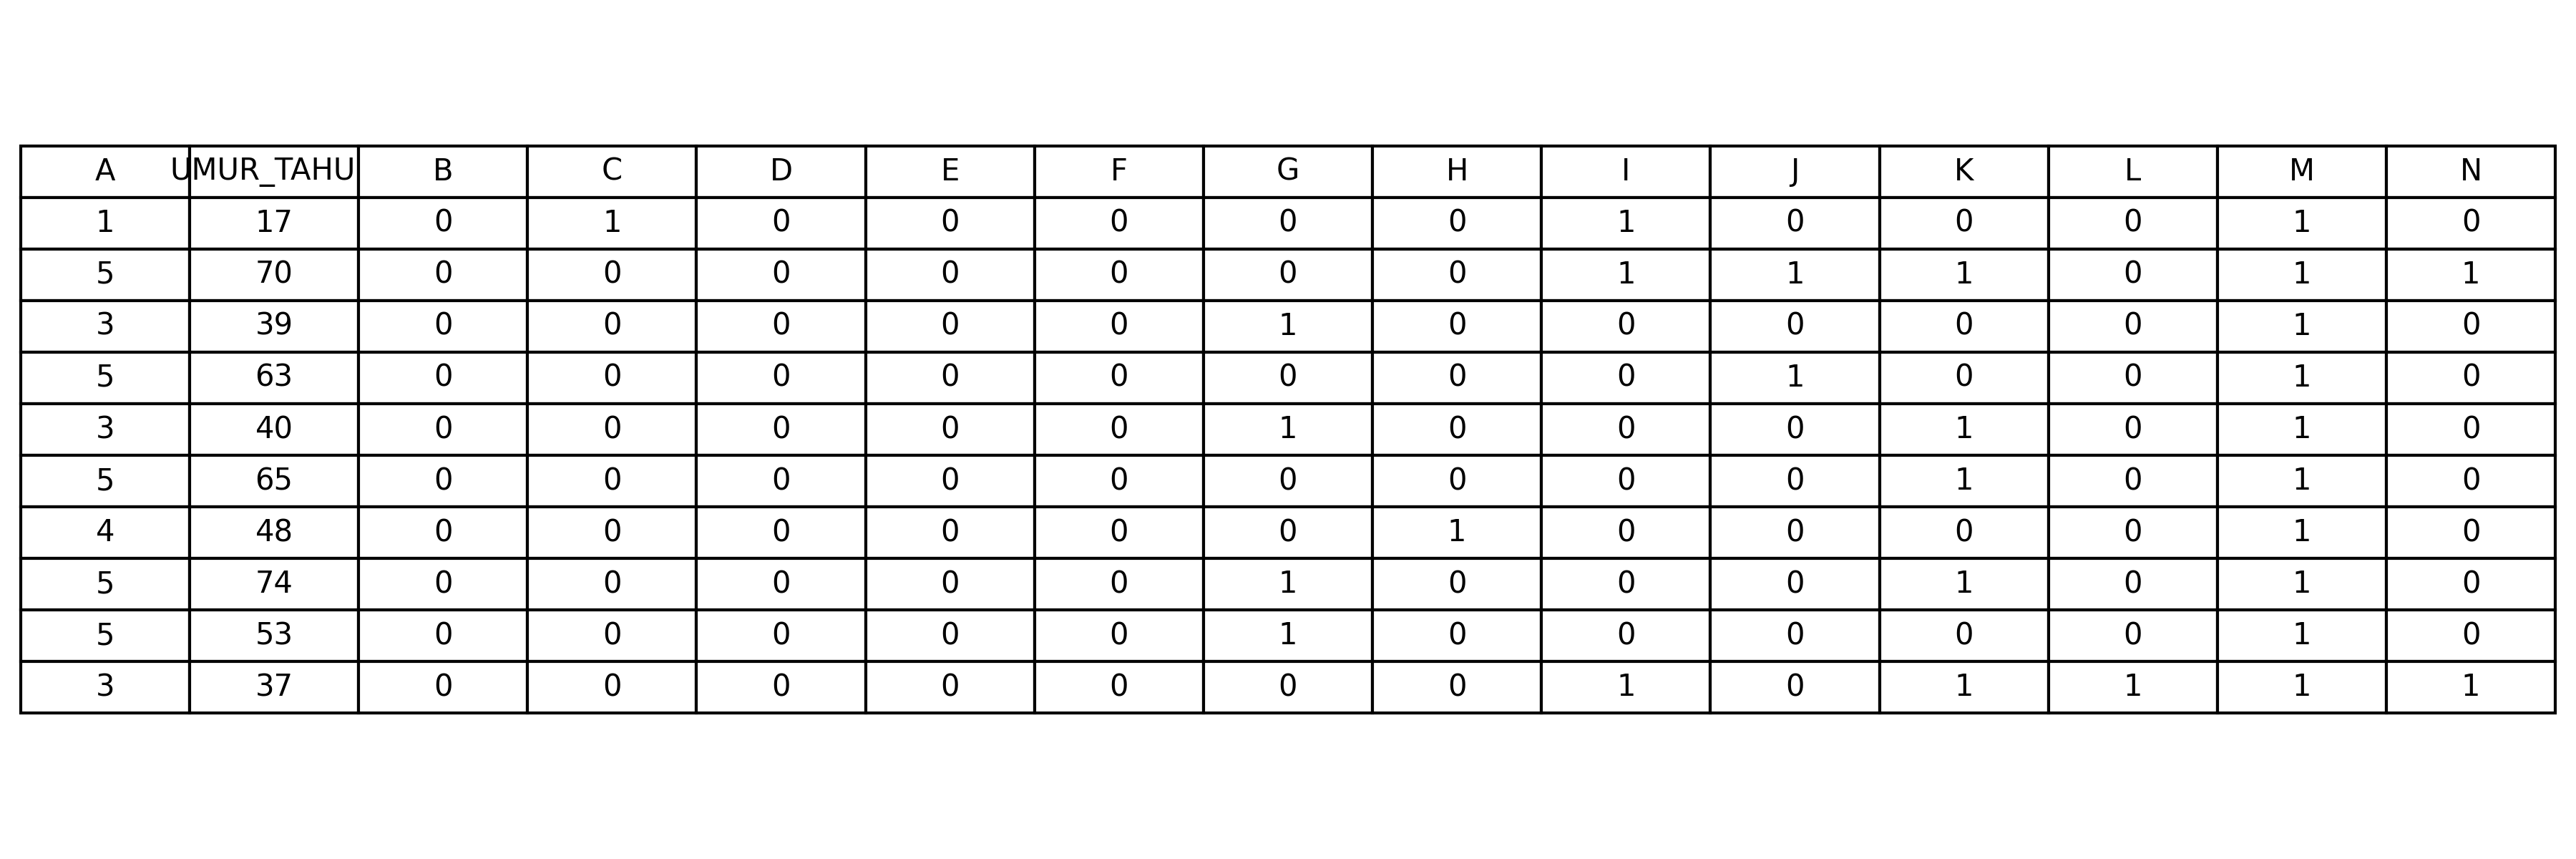 A UMUR_TAHU B C D E F G H I J K L M N
1 17 0 1 0 0 0 0 0 1 0 0 0 1 0
5 70 0 0 0 0 0 0 0 1 1 1 0 1 1
3 39 0 0 0 0 0 1 0 0 0 0 0 1 0
5 63 0 0 0 0 0 0 0 0 1 0 0 1 0
3 40 0 0 0 0 0 1 0 0 0 1 0 1 0
5 65 0 0 0 0 0 0 0 0 0 1 0 1 0
4 48 0 0 0 0 0 0 1 0 0 0 0 1 0
5 74 0 0 0 0 0 1 0 0 0 1 0 1 0
5 53 0 0 0 0 0 1 0 0 0 0 0 1 0
3 37 0 0 0 0 0 0 0 1 0 1 1 1 1